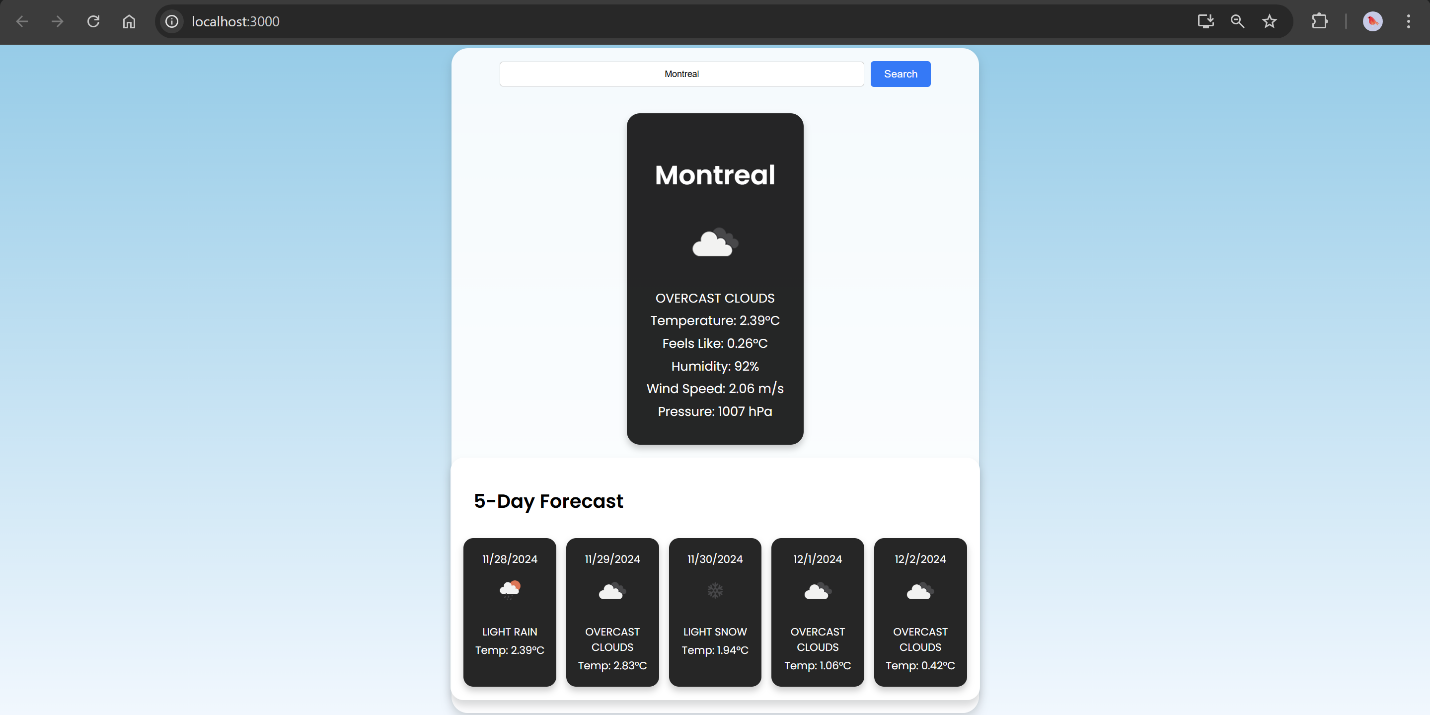 localhost:3000
Montreal Search
Montreal
OVERCAST CLOUDS
Temperature: 2.39°C
Feels Like: 0.26°C
Humidity: 92%
Wind Speed: 2.06 m/s
Pressure: 1007 hPa
5-Day Forecast
11/28/2024
LIGHT RAIN
Temp: 2.39°C
11/29/2024
OVERCAST
CLOUDS
Temp: 2.83°C
11/30/2024
LIGHT SNOW
Temp: 1.94°C
12/1/2024
OVERCAST
CLOUDS
Temp: 1.06°C
12/2/2024
OVERCAST
CLOUDS
Temp: 0.42°C